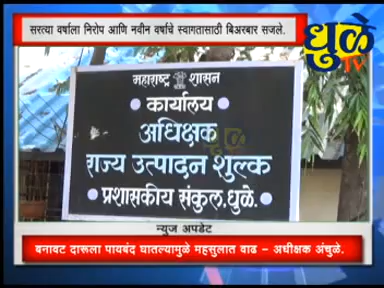 सरत्या वर्षाला निरोप आणि नवीन वर्षाचे स्वागतासाठी बिअरबार सजले.
धुळे
TV
महाराष्ट्र शासन
कार्यालय
अधिक्षक
राज्य उत्पादन शुल्क
प्रशासकीय संकुल,धुळे.
न्युज अपडेट
बनावट दारूला पायबंद घातल्यामुळे महसुलात वाढ – अधीक्षक अंचुळे.